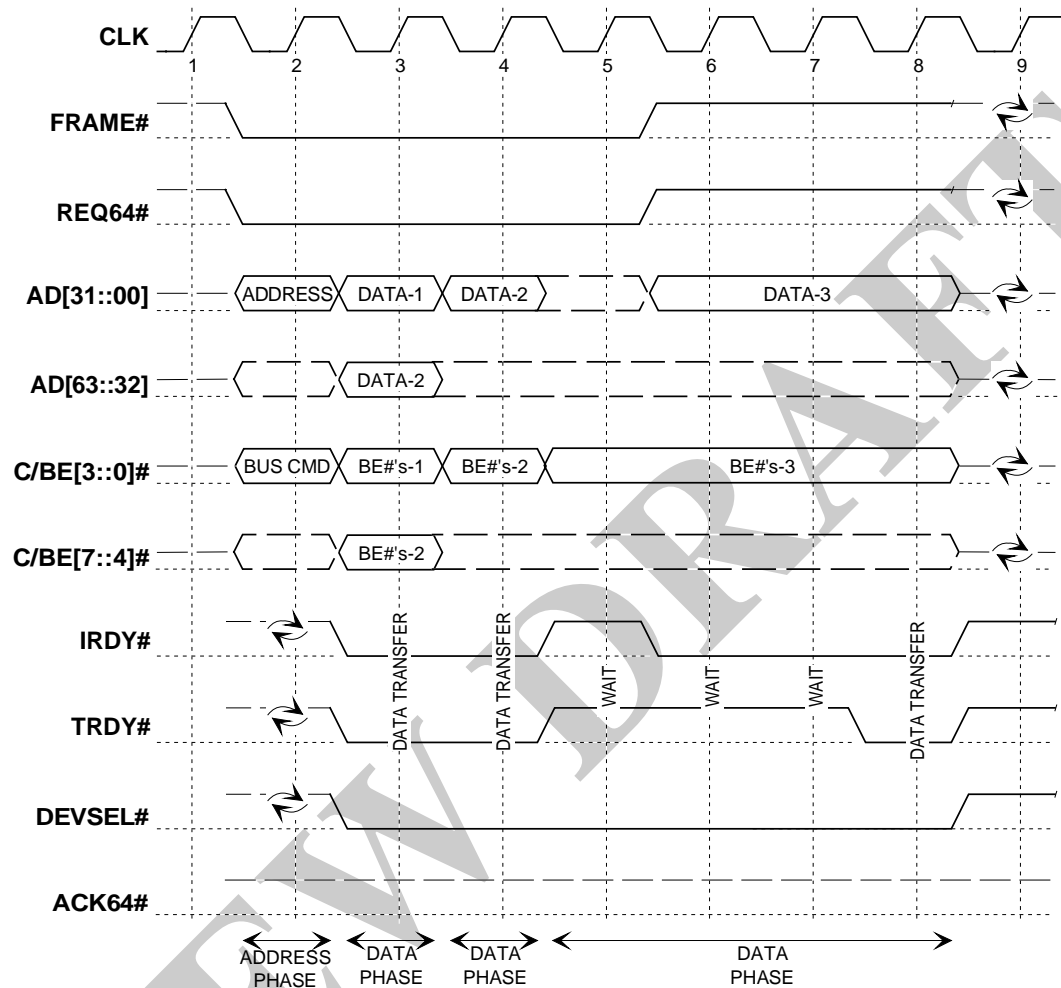 CLK
1 2 3 4 5 6 7 8 9
FRAME#
REQ64#
AD[31::00] ADDRESS DATA-1 DATA-2 DATA-3
AD[63::32] DATA-2
C/BE[3::0]# BUS CMD BE#'s-1 BE#'s-2 BE#'s-3
C/BE[7::4]# BE#'s-2
IRDY#
DATA TRANSFER
DATA TRANSFER
WAIT
WAIT
WAIT
DATA TRANSFER
TRDY#
DEVSEL#
ACK64#
ADDRESS
PHASE
DATA
PHASE
DATA
PHASE
DATA
PHASE
EW DRAFT